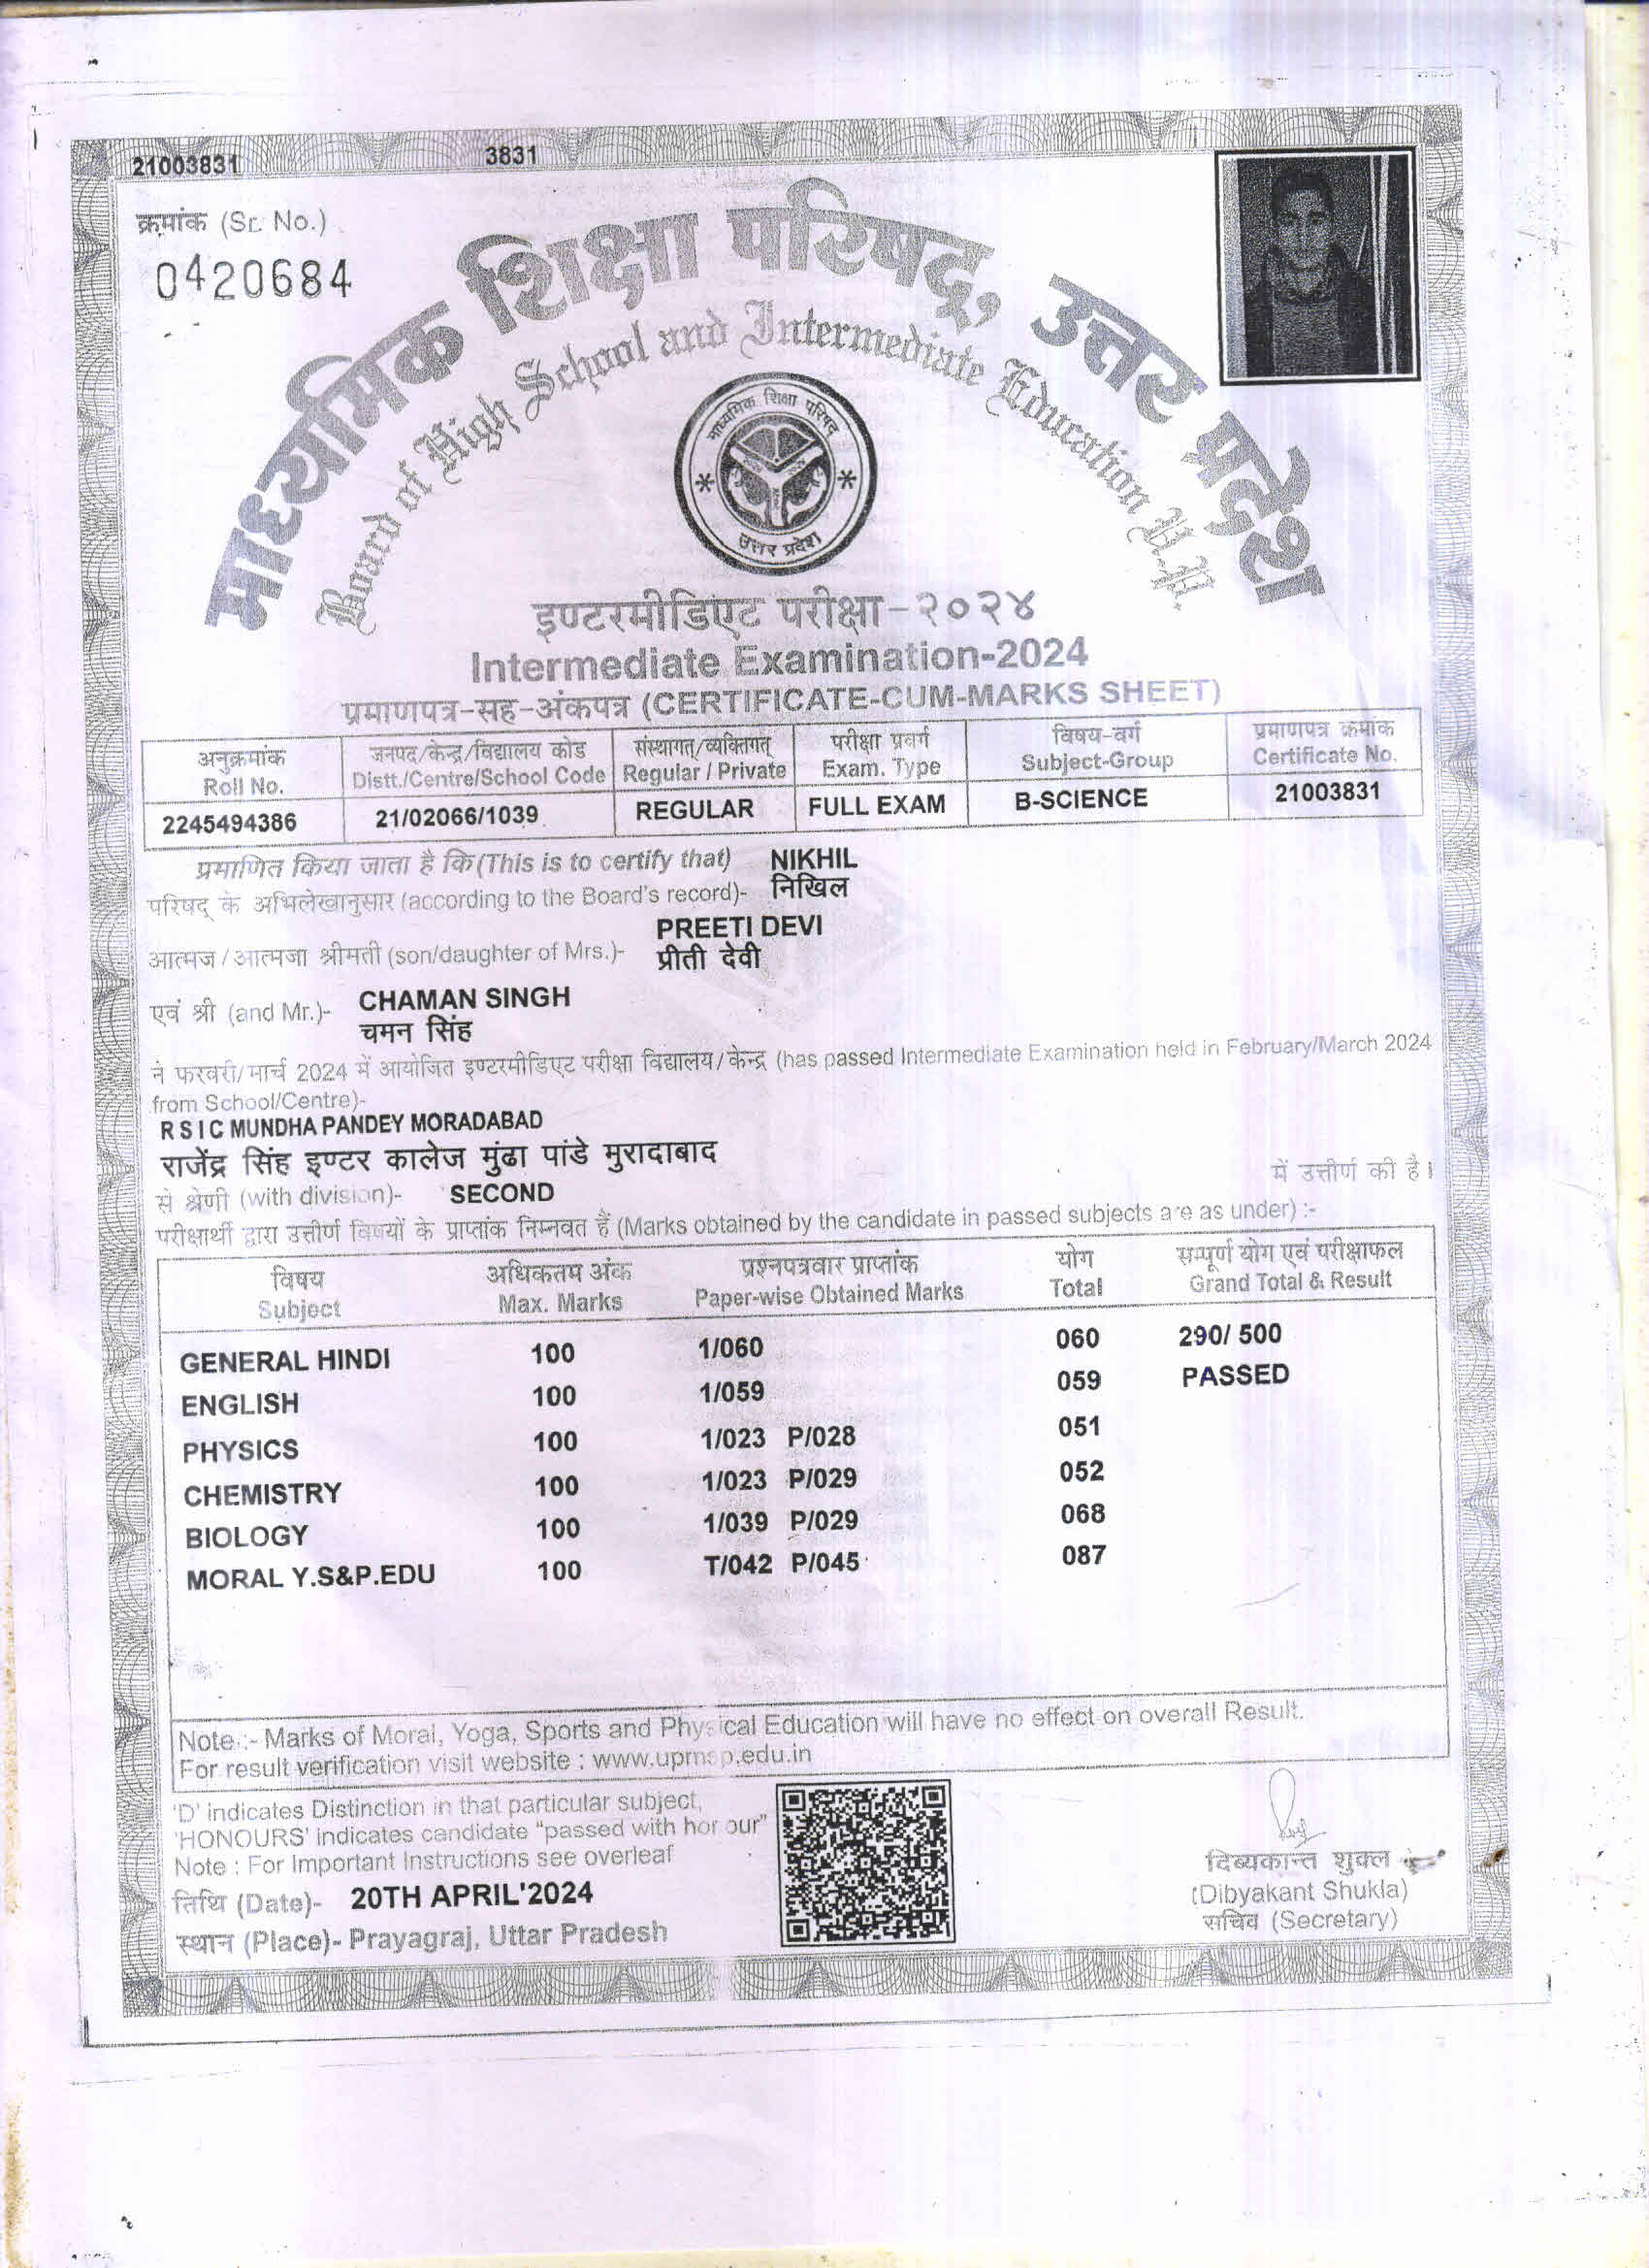 21003831
3831
क्रमांक (Sr. No.)
0420684
माध्यमिक शिक्षा परिषद्, उत्तर प्रदेश
Board of High School and Intermediate Education U.P.
माध्यमिक शिक्षा परिषद्
उत्तर प्रदेश
इण्टरमीडिएट परीक्षा-२०२४
Intermediate Examination-2024
प्रमाणपत्र-सह-अंकपत्र (CERTIFICATE-CUM-MARKS SHEET)
अनुक्रमांक जनपद/केन्द्र/विद्यालय कोड संस्थागत/व्यक्तिगत परीक्षा प्रवर्ग विषय-वर्ग प्रमाणपत्र क्रमांक
Roll No. Distt./Centre/School Code Regular / Private Exam. Type Subject-Group Certificate No.
2245494386 21/02066/1039 REGULAR FULL EXAM B-SCIENCE 21003831
प्रमाणित किया जाता है कि (This is to certify that) NIKHIL
परिषद् के अभिलेखानुसार (according to the Board's record)- निखिल
PREETI DEVI
आत्मज / आत्मजा श्रीमती (son/daughter of Mrs.)- प्रीती देवी
एवं श्री (and Mr.)- CHAMAN SINGH
चमन सिंह
ने फरवरी/मार्च 2024 में आयोजित इण्टरमीडिएट परीक्षा विद्यालय/केन्द्र (has passed Intermediate Examination held in February/March 2024
from School/Centre)-
R S I C MUNDHA PANDEY MORADABAD
राजेंद्र सिंह इण्टर कालेज मुंढा पांडे मुरादाबाद
में उत्तीर्ण की है।
से श्रेणी (with division)- SECOND
परीक्षार्थी द्वारा उत्तीर्ण विषयों के प्राप्तांक निम्नवत हैं (Marks obtained by the candidate in passed subjects are as under) :-
विषय अधिकतम अंक प्रश्नपत्रवार प्राप्तांक योग सम्पूर्ण योग एवं परीक्षाफल
Subject Max. Marks Paper-wise Obtained Marks Total Grand Total & Result
GENERAL HINDI 100 1/060 060 290/ 500
ENGLISH 100 1/059 059 PASSED
PHYSICS 100 1/023 P/028 051
CHEMISTRY 100 1/023 P/029 052
BIOLOGY 100 1/039 P/029 068
MORAL Y.S&P.EDU 100 T/042 P/045 087
Note :- Marks of Moral, Yoga, Sports and Physical Education will have no effect on overall Result.
For result verification visit website : www.upmsp.edu.in
'D' indicates Distinction in that particular subject,
'HONOURS' indicates candidate "passed with honour"
Note : For Important Instructions see overleaf
तिथि (Date)- 20TH APRIL'2024
स्थान (Place)- Prayagraj, Uttar Pradesh
दिब्यकान्त शुक्ल
(Dibyakant Shukla)
सचिव (Secretary)